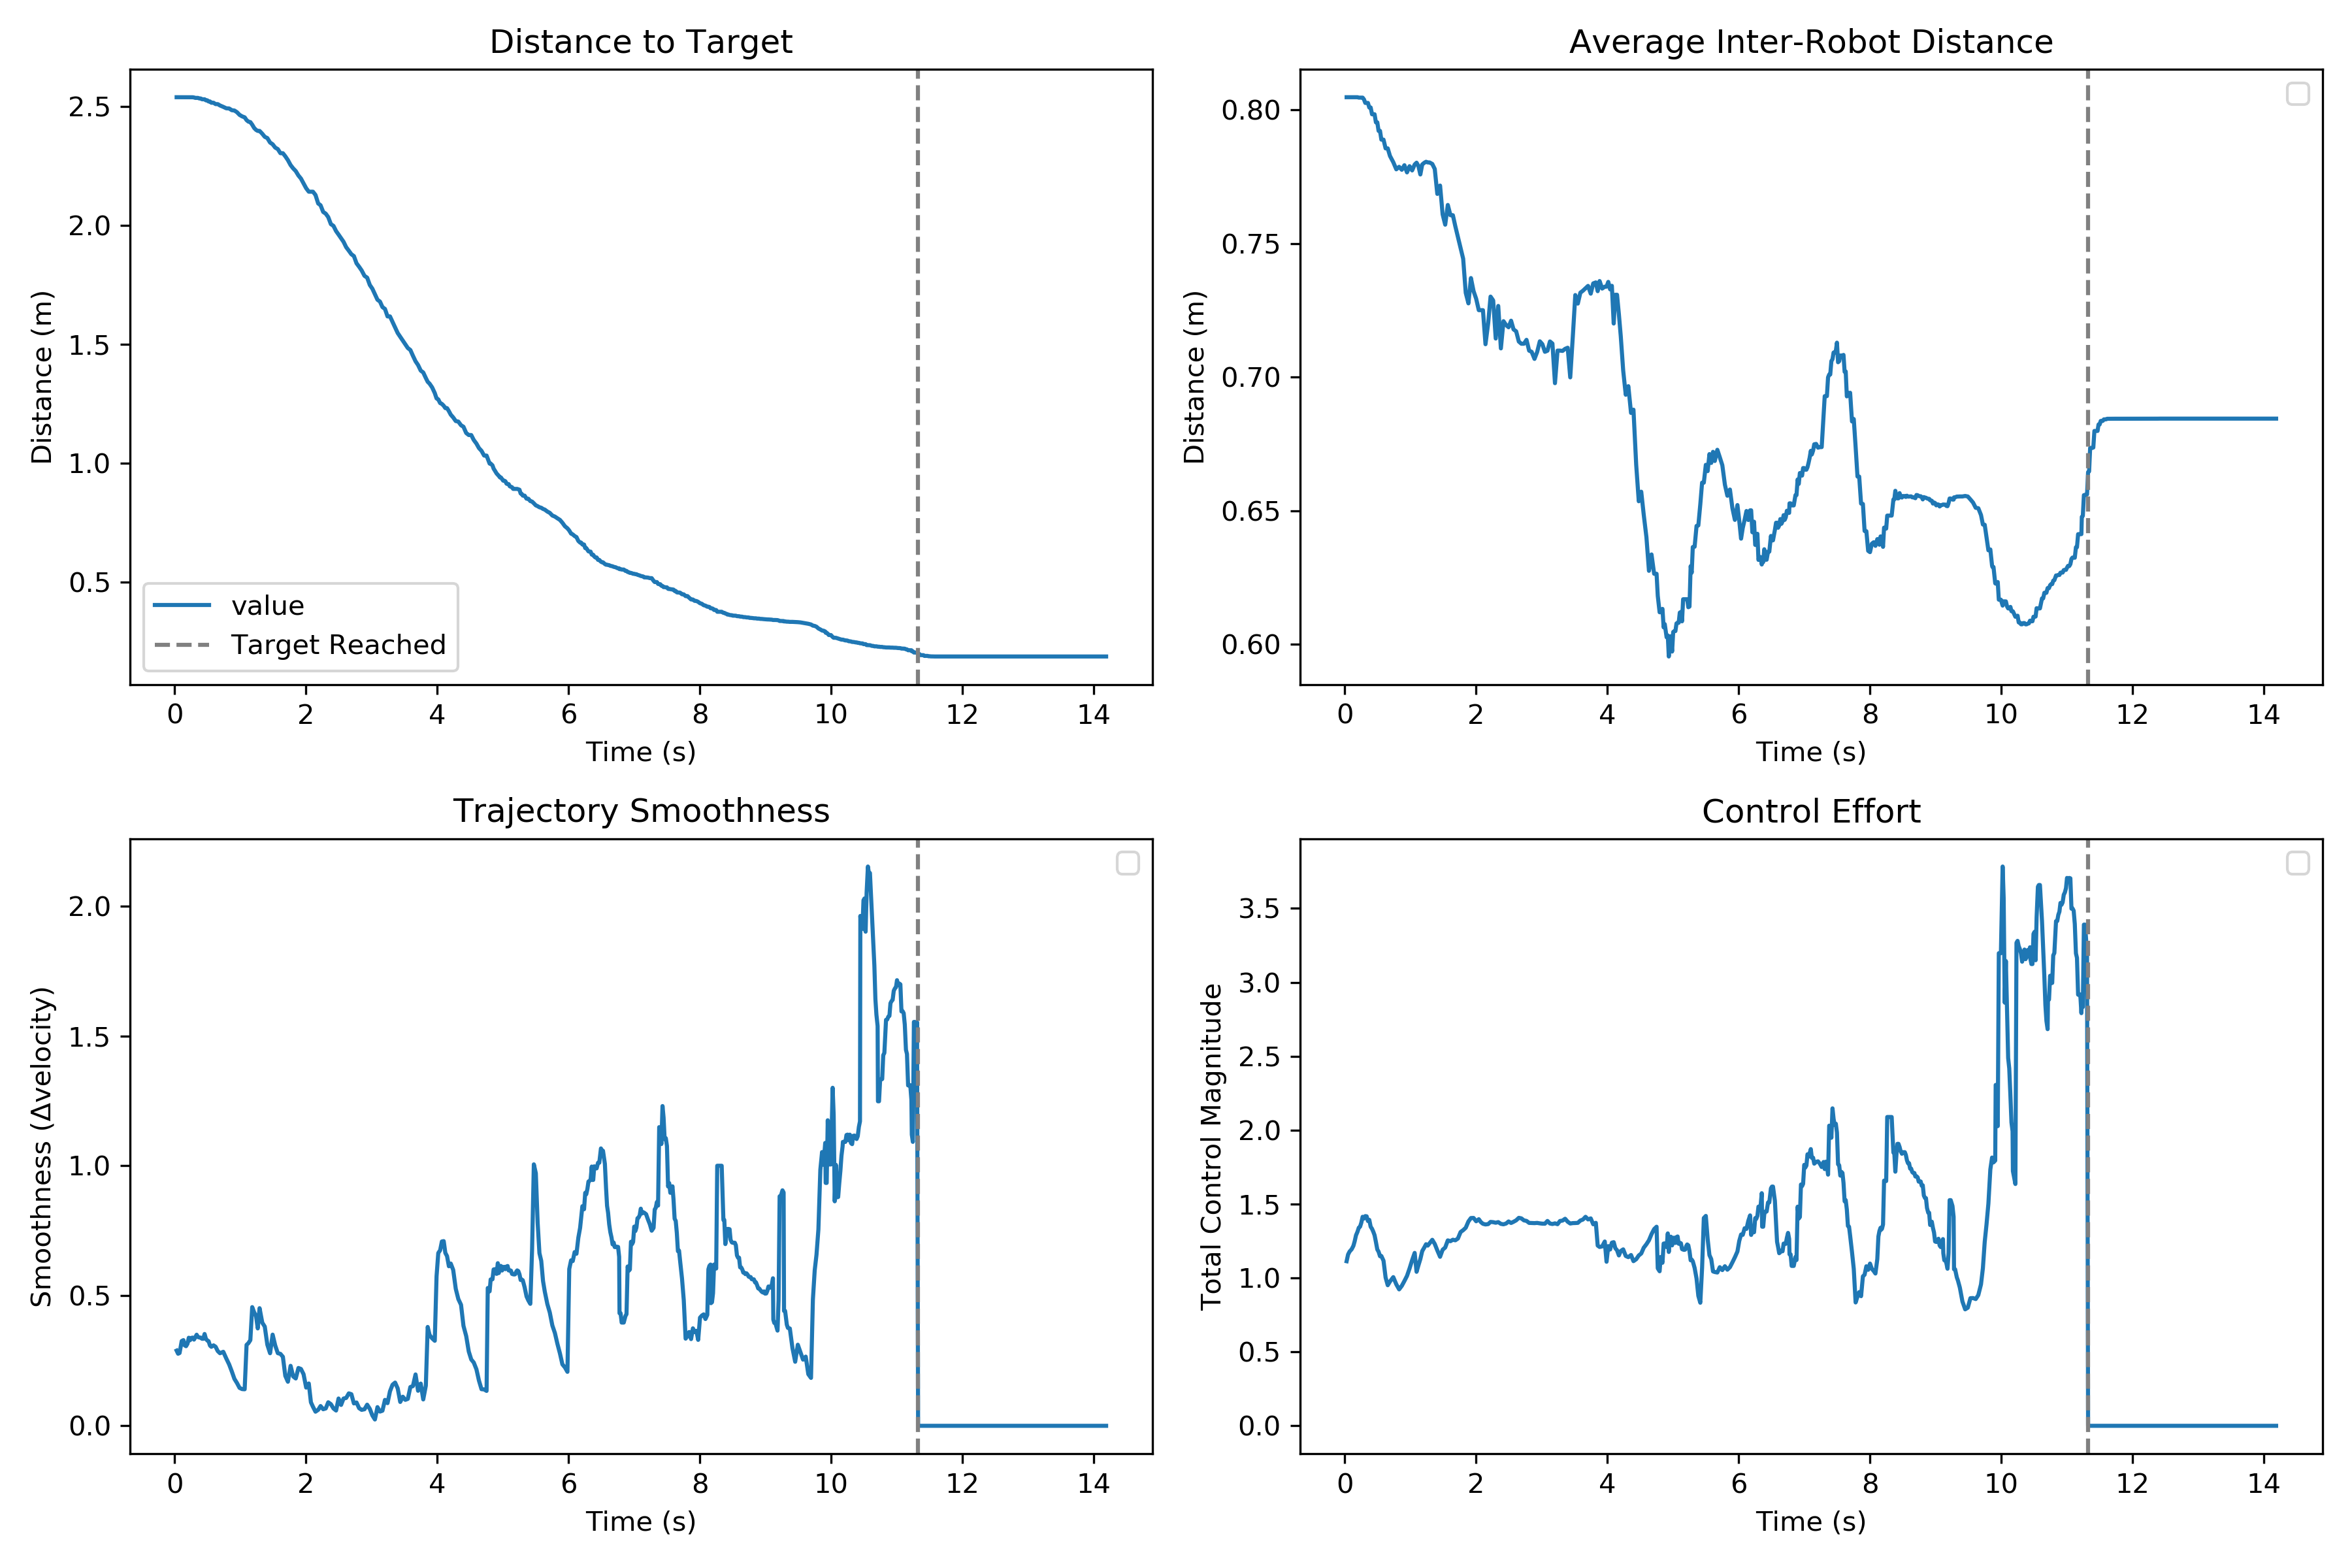 Distance to Target
Distance (m)
2.5
2.0
1.5
1.0
0.5
value
Target Reached
0 2 4 6 8 10 12 14
Time (s)
Average Inter-Robot Distance
Distance (m)
0.80
0.75
0.70
0.65
0.60
0 2 4 6 8 10 12 14
Time (s)
Trajectory Smoothness
Smoothness (Δvelocity)
2.0
1.5
1.0
0.5
0.0
0 2 4 6 8 10 12 14
Time (s)
Control Effort
Total Control Magnitude
3.5
3.0
2.5
2.0
1.5
1.0
0.5
0.0
0 2 4 6 8 10 12 14
Time (s)